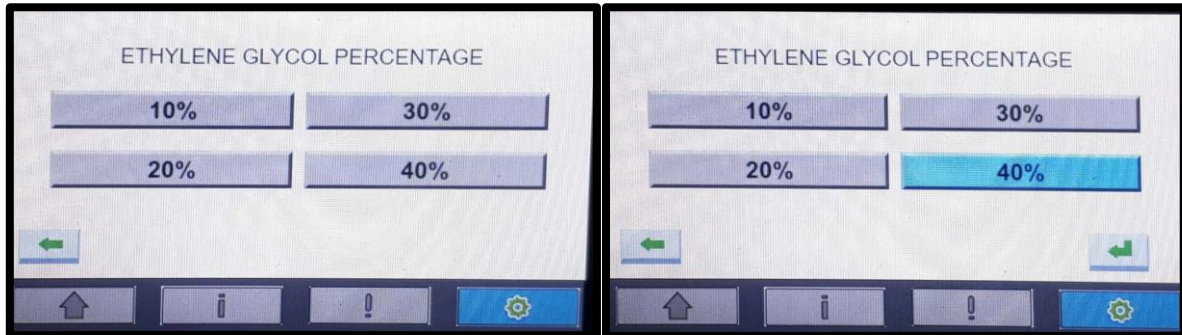 ETHYLENE GLYCOL PERCENTAGE
10% 30%
20% 40%
i !
ETHYLENE GLYCOL PERCENTAGE
10% 30%
20% 40%
i !